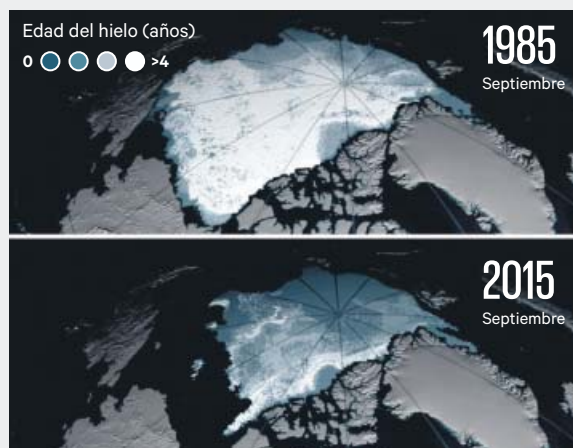 Edad del hielo (años)
0 >4
1985
Septiembre
2015
Septiembre